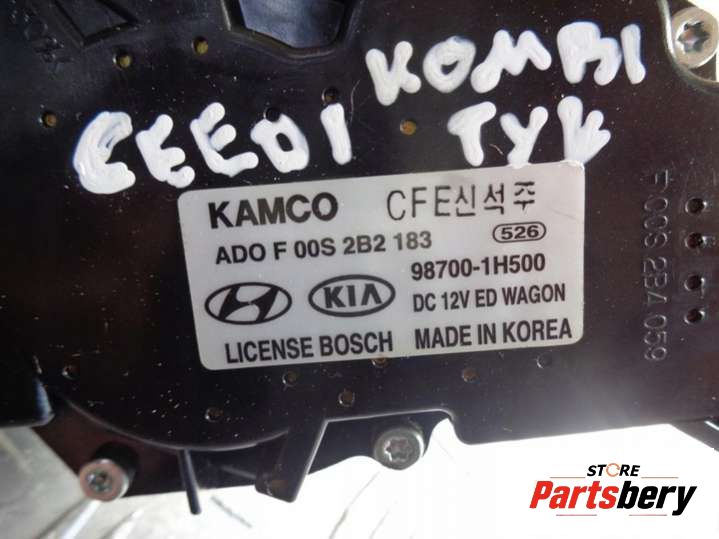 KOMBI
CEED I TYŁ
KAMCO CFE신석주
ADO F 00S 2B2 183 526
98700-1H500
KIA DC 12V ED WAGON
LICENSE BOSCH MADE IN KOREA
F 00S 2B4 059
STORE
Partsbery